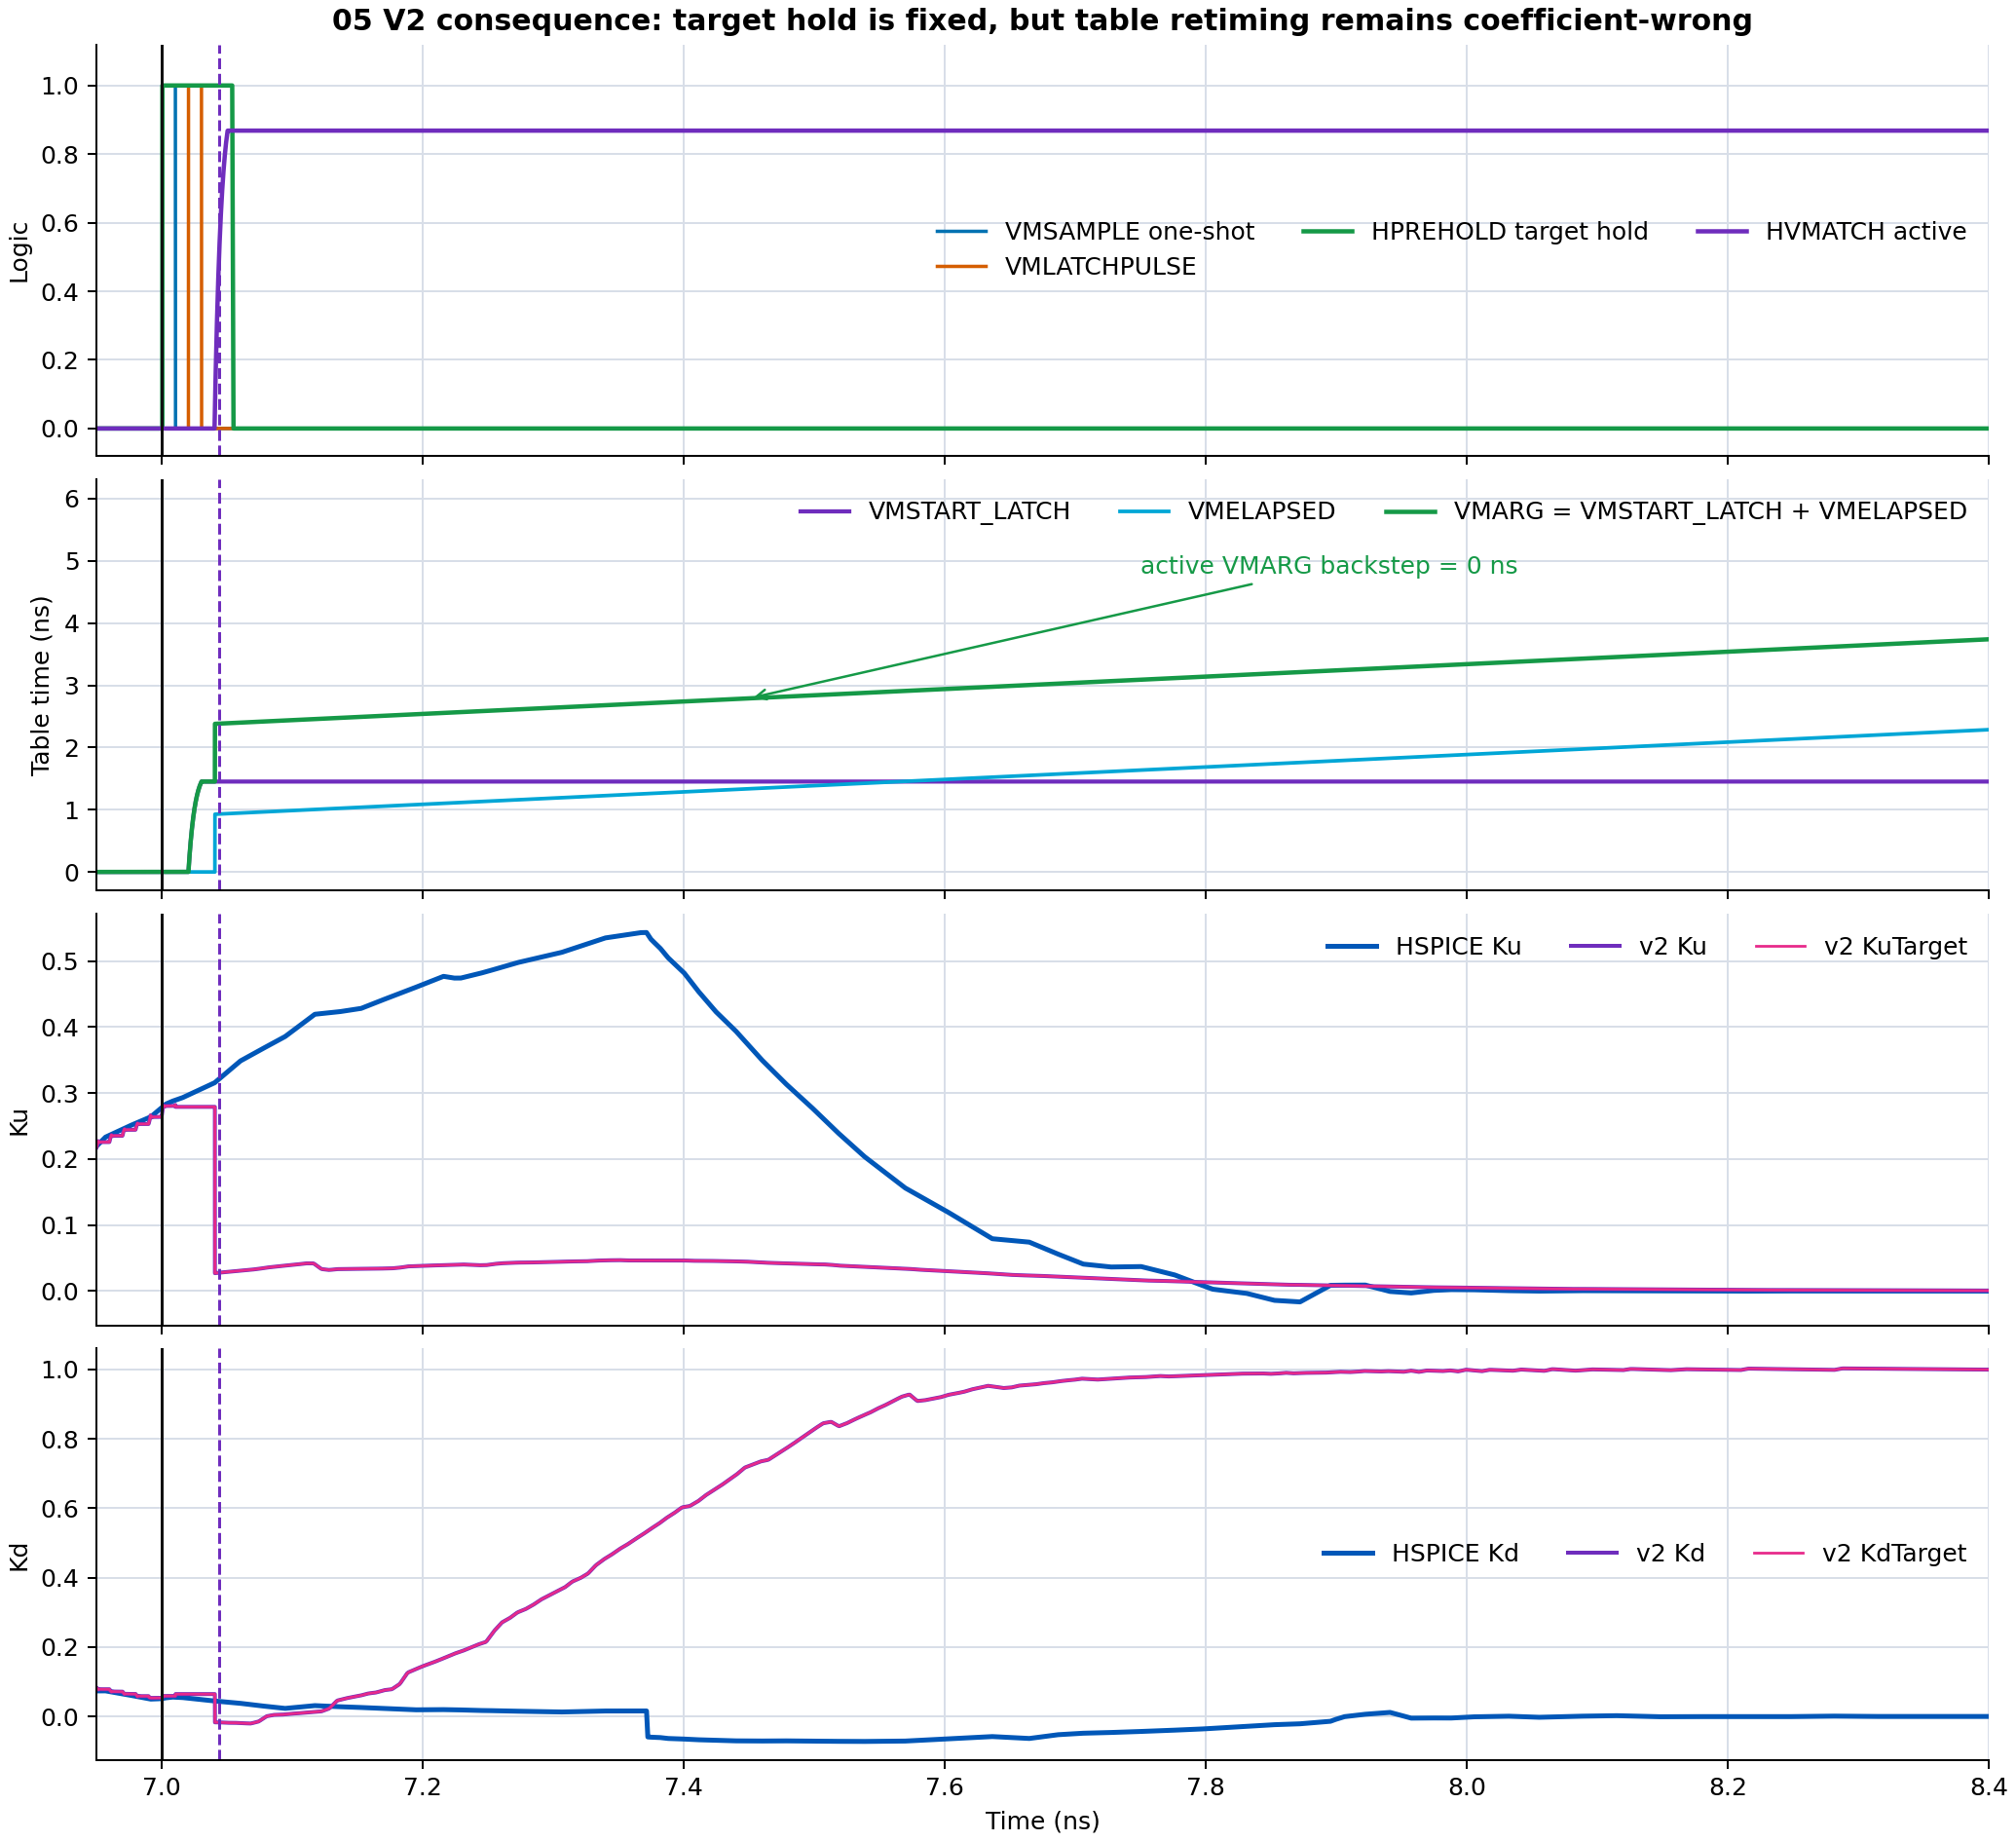 05 V2 consequence: target hold is fixed, but table retiming remains coefficient-wrong
1.0
0.8
0.6
0.4
0.2
0.0
Logic
VMSAMPLE one-shot
HPREHOLD target hold
HVMATCH active
VMLATCHPULSE
6
5
4
3
2
1
0
Table time (ns)
VMSTART_LATCH
VMELAPSED
VMARG = VMSTART_LATCH + VMELAPSED
active VMARG backstep = 0 ns
0.5
0.4
0.3
0.2
0.1
0.0
Ku
HSPICE Ku
v2 Ku
v2 KuTarget
1.0
0.8
0.6
0.4
0.2
0.0
Kd
HSPICE Kd
v2 Kd
v2 KdTarget
7.0 7.2 7.4 7.6 7.8 8.0 8.2 8.4
Time (ns)